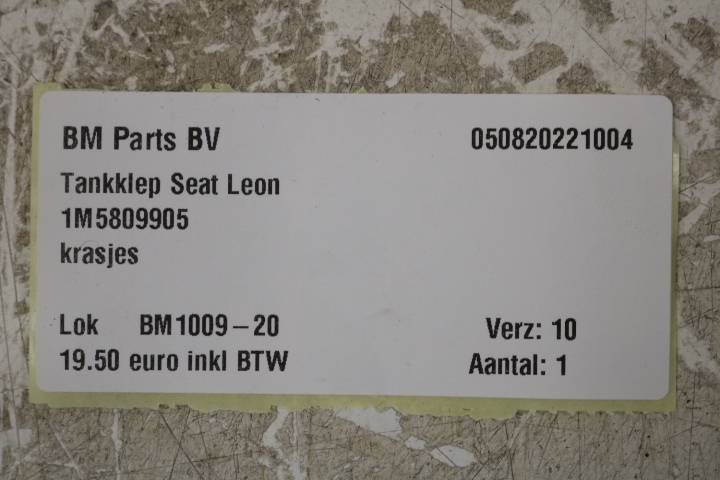 BM Parts BV 050820221004
Tankklep Seat Leon
1M5809905
krasjes
Lok BM1009-20 Verz: 10
19.50 euro inkl BTW Aantal: 1